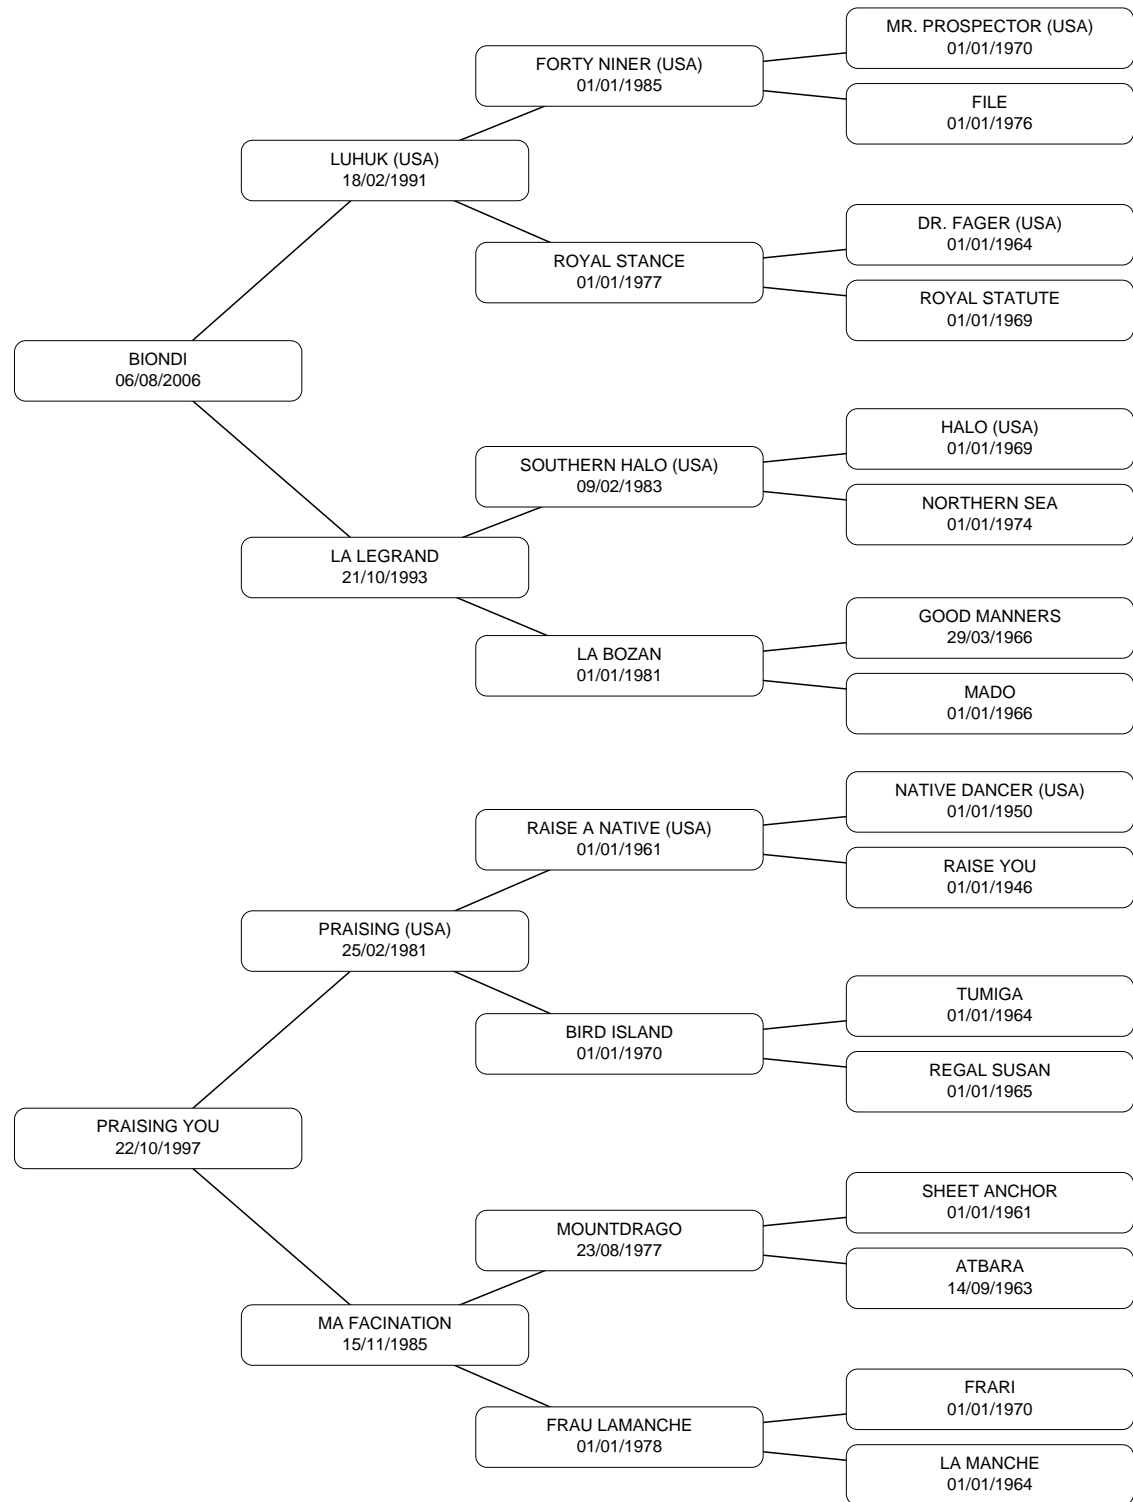 MR. PROSPECTOR (USA)
01/01/1970
FORTY NINER (USA)
01/01/1985
FILE
01/01/1976
LUHUK (USA)
18/02/1991
DR. FAGER (USA)
01/01/1964
ROYAL STANCE
01/01/1977
ROYAL STATUTE
01/01/1969
BIONDI
06/08/2006
HALO (USA)
01/01/1969
SOUTHERN HALO (USA)
09/02/1983
NORTHERN SEA
01/01/1974
LA LEGRAND
21/10/1993
GOOD MANNERS
29/03/1966
LA BOZAN
01/01/1981
MADO
01/01/1966
NATIVE DANCER (USA)
01/01/1950
RAISE A NATIVE (USA)
01/01/1961
RAISE YOU
01/01/1946
PRAISING (USA)
25/02/1981
TUMIGA
01/01/1964
BIRD ISLAND
01/01/1970
REGAL SUSAN
01/01/1965
PRAISING YOU
22/10/1997
SHEET ANCHOR
01/01/1961
MOUNTDRAGO
23/08/1977
ATBARA
14/09/1963
MA FACINATION
15/11/1985
FRARI
01/01/1970
FRAU LAMANCHE
01/01/1978
LA MANCHE
01/01/1964